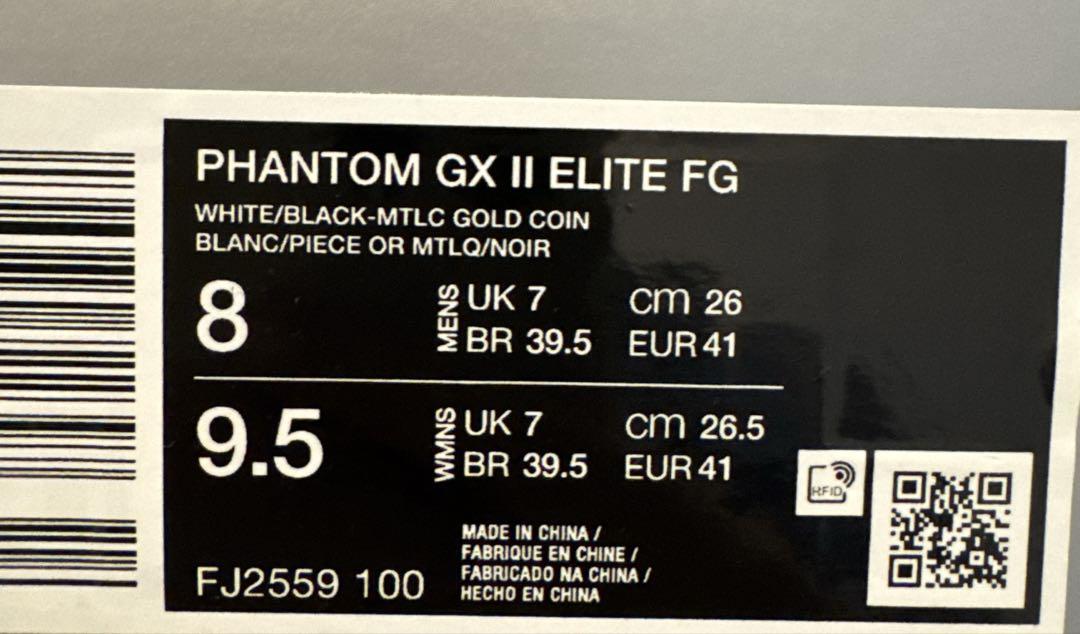 PHANTOM GX II ELITE FG
WHITE/BLACK-MTLC GOLD COIN
BLANC/PIECE OR MTLQ/NOIR
8
MENS
UK 7 cm 26
BR 39.5 EUR 41
9.5
WMNS
UK 7 cm 26.5
BR 39.5 EUR 41
RFID
MADE IN CHINA /
FABRIQUE EN CHINE /
FABRICADO NA CHINA /
HECHO EN CHINA
FJ2559 100